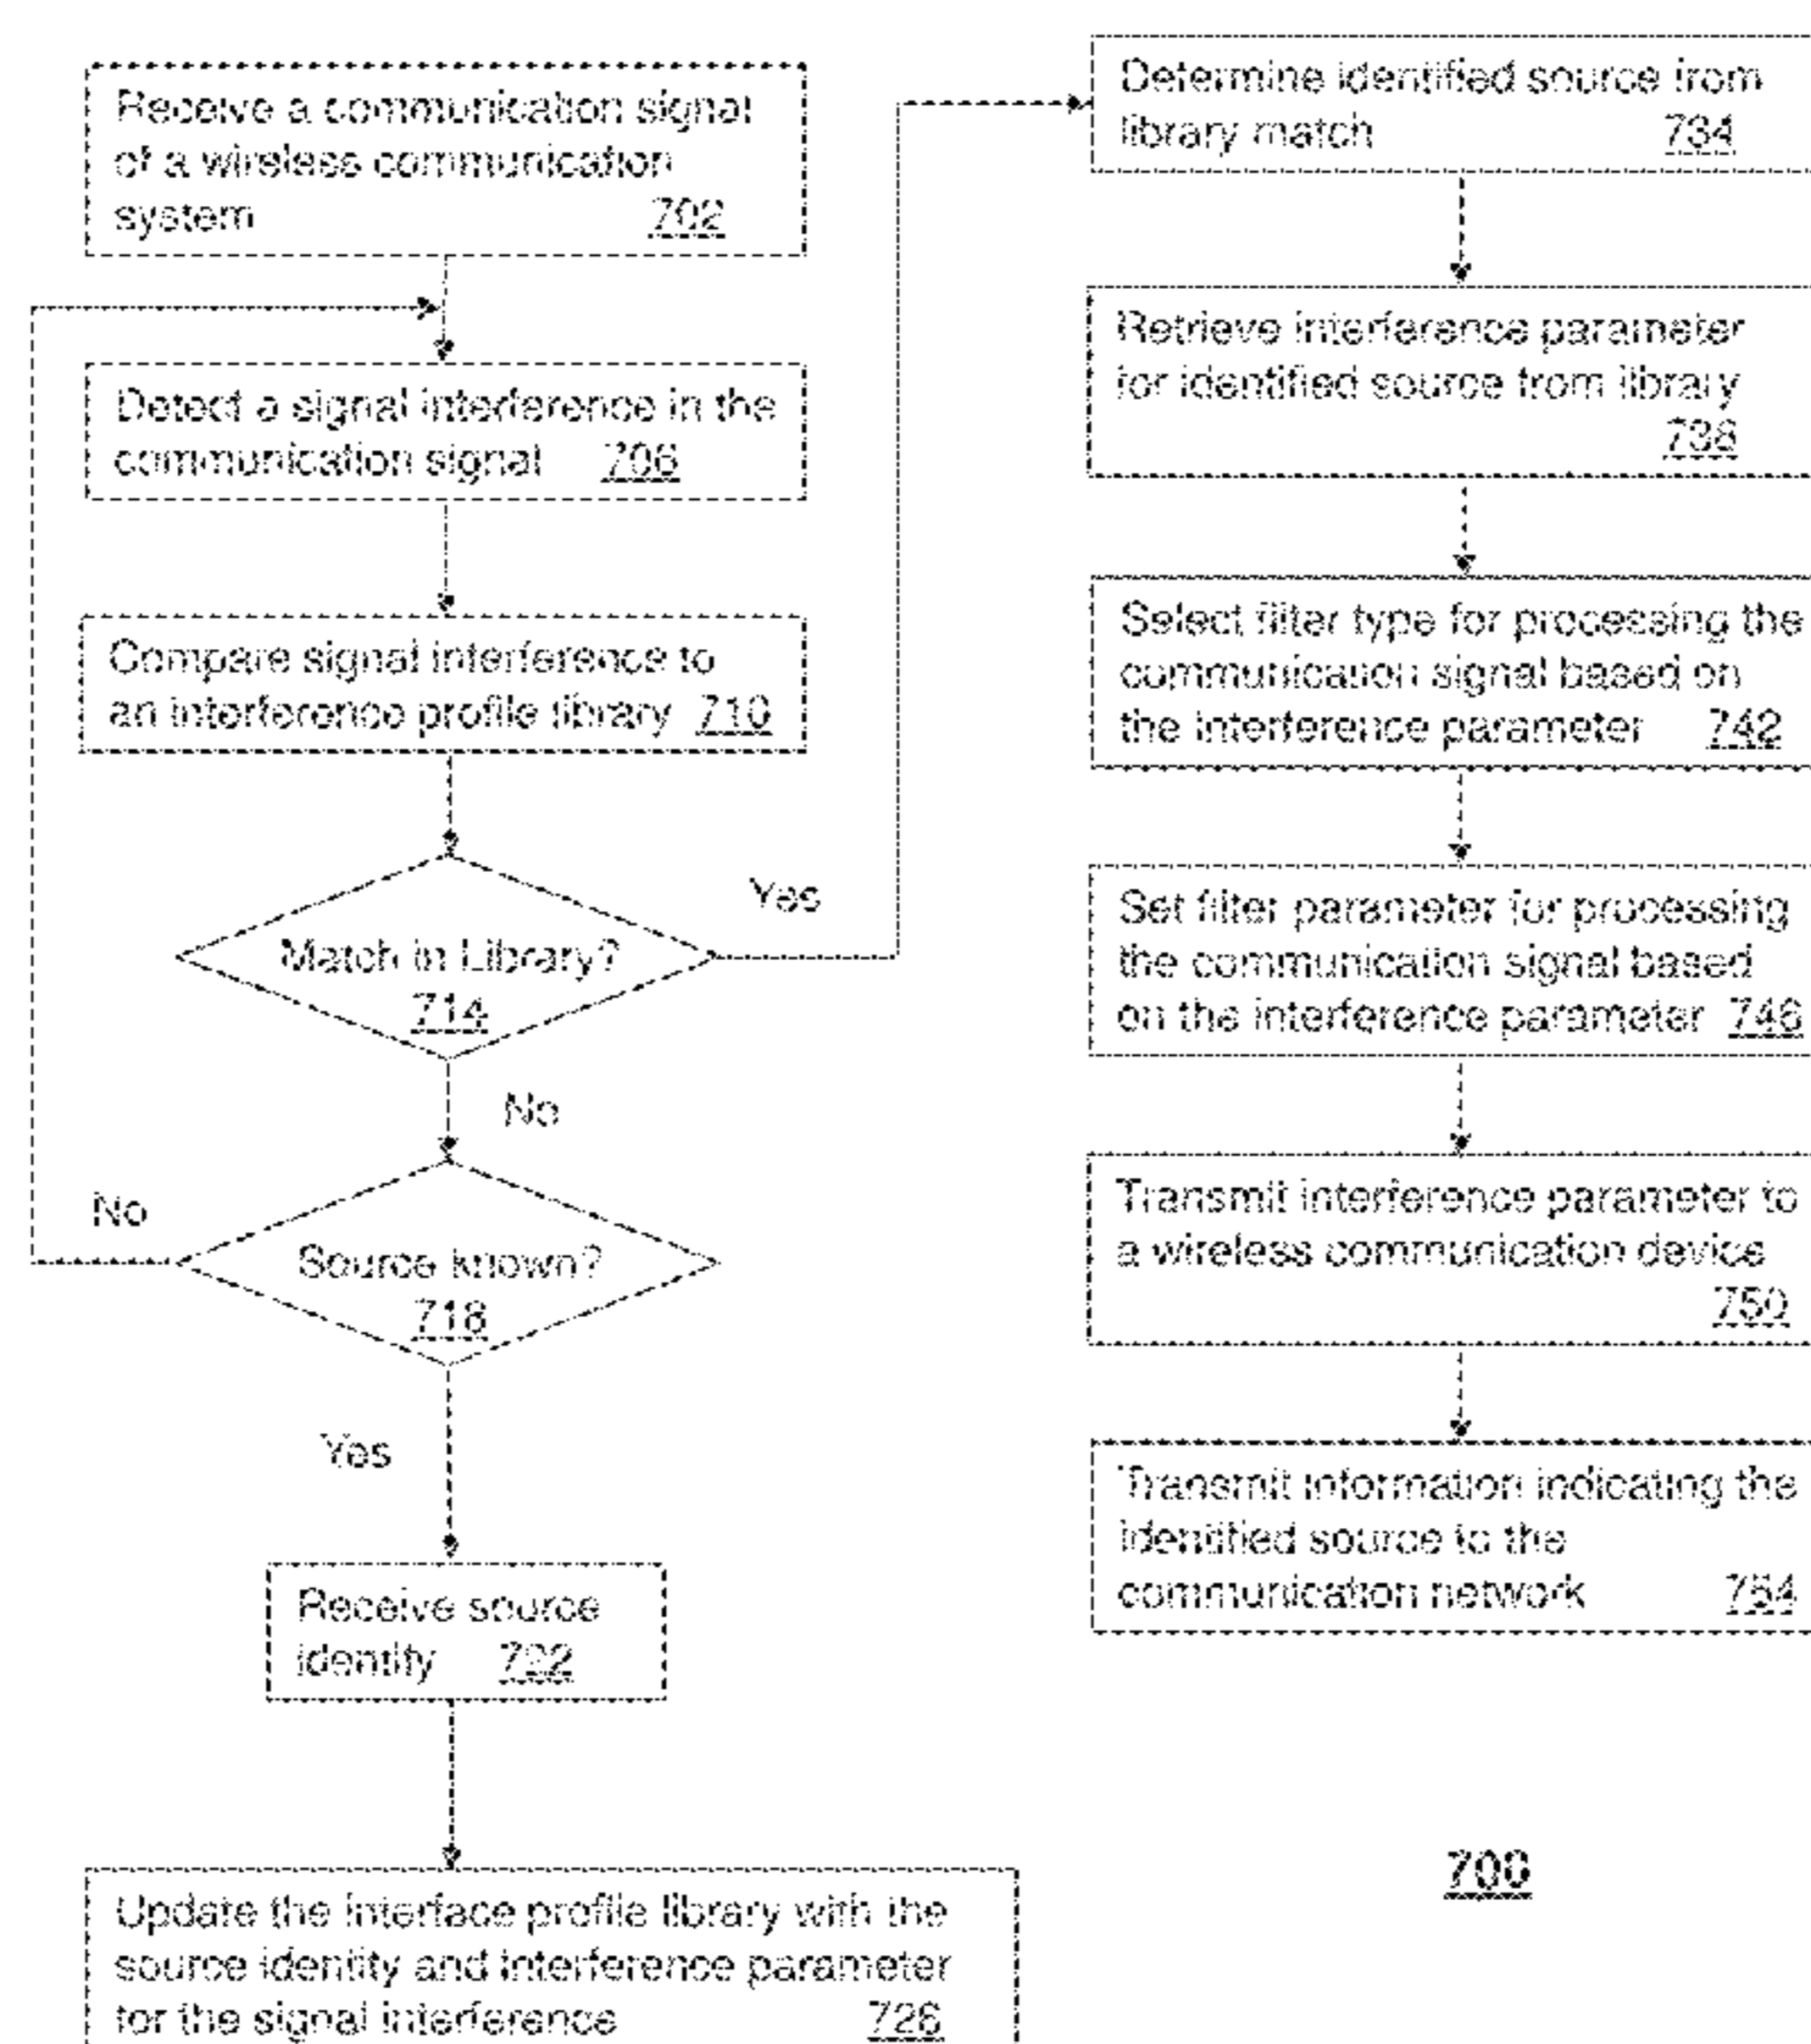 Receive a communication signal
of a wireless communication
system 702
Detect a signal interference in the
communication signal 706
Compare signal interference to
an interference profile library 710
Match in Library?
714
Yes
No
Source known?
718
No
Yes
Receive source
identity 722
Update the interface profile library with the
source identity and interference parameter
for the signal interference 726
Determine identified source from
library match 734
Retrieve interference parameter
for identified source from library
738
Select filter type for processing the
communication signal based on
the interference parameter 742
Set filter parameter for processing
the communication signal based
on the interference parameter 746
Transmit interference parameter to
a wireless communication device
750
Transmit information indicating the
identified source to the
communication network 754
700